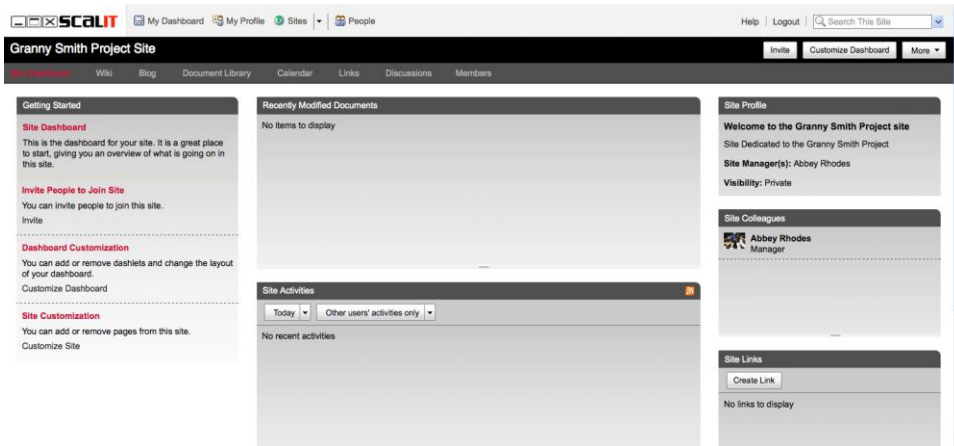 SCALIT
My Dashboard My Profile Sites People
Help Logout Search This Site
Granny Smith Project Site
Invite Customize Dashboard More
Wiki Blog Document Library Calendar Links Discussions Members
Getting Started
Site Dashboard
This is the dashboard for your site. It is a great place
to start, giving you an overview of what is going on in
this site.
Invite People to Join Site
You can invite people to join this site.
Invite
Dashboard Customization
You can add or remove dashlets and change the layout
of your dashboard.
Customize Dashboard
Site Customization
You can add or remove pages from this site.
Customize Site
Recently Modified Documents
No items to display
Site Activities
Today Other users' activities only
No recent activities
Site Profile
Welcome to the Granny Smith Project site
Site Dedicated to the Granny Smith Project
Site Manager(s): Abbey Rhodes
Visibility: Private
Site Colleagues
Abbey Rhodes
Manager
Site Links
Create Link
No links to display